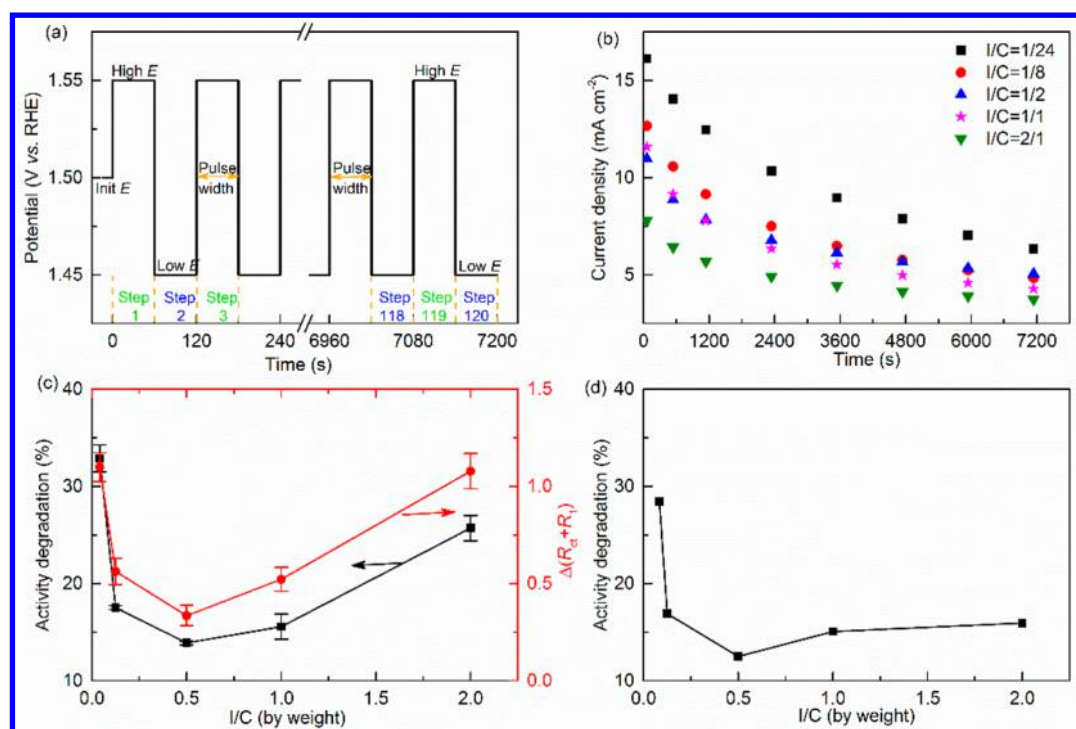 (a)
Potential (V vs. RHE)
1.55
1.50
1.45
High E
High E
Init E
Pulse
width
Pulse
width
Low E
Low E
Step
1
Step
2
Step
3
Step
118
Step
119
Step
120
0 120 240 6960 7080 7200
Time (s)
(b)
Current density (mA cm-2)
15
10
5
I/C=1/24
I/C=1/8
I/C=1/2
I/C=1/1
I/C=2/1
0 1200 2400 3600 4800 6000 7200
Time (s)
(c)
Activity degradation (%)
40
30
20
10
1.5
1.0
0.5
0.0
Δ(Rct+R1)
0.0 0.5 1.0 1.5 2.0
I/C (by weight)
(d)
Activity degradation (%)
40
30
20
10
0.0 0.5 1.0 1.5 2.0
I/C (by weight)